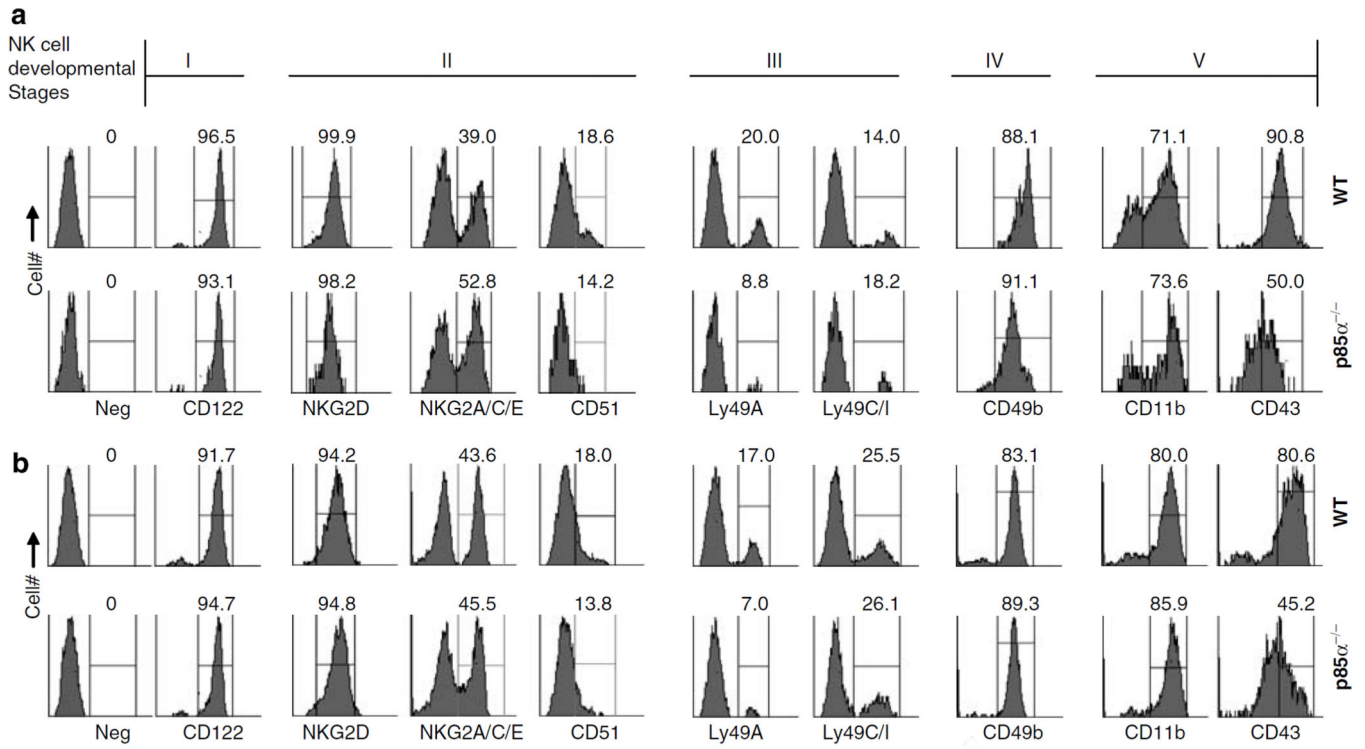 a
NK cell
developmental
Stages
I II III IV V
0 96.5 99.9 39.0 18.6 20.0 14.0 88.1 71.1 90.8
WT
Cell#
0 93.1 98.2 52.8 14.2 8.8 18.2 91.1 73.6 50.0
p85α−/−
Neg CD122 NKG2D NKG2A/C/E CD51 Ly49A Ly49C/I CD49b CD11b CD43
b
0 91.7 94.2 43.6 18.0 17.0 25.5 83.1 80.0 80.6
WT
Cell#
0 94.7 94.8 45.5 13.8 7.0 26.1 89.3 85.9 45.2
p85α−/−
Neg CD122 NKG2D NKG2A/C/E CD51 Ly49A Ly49C/I CD49b CD11b CD43